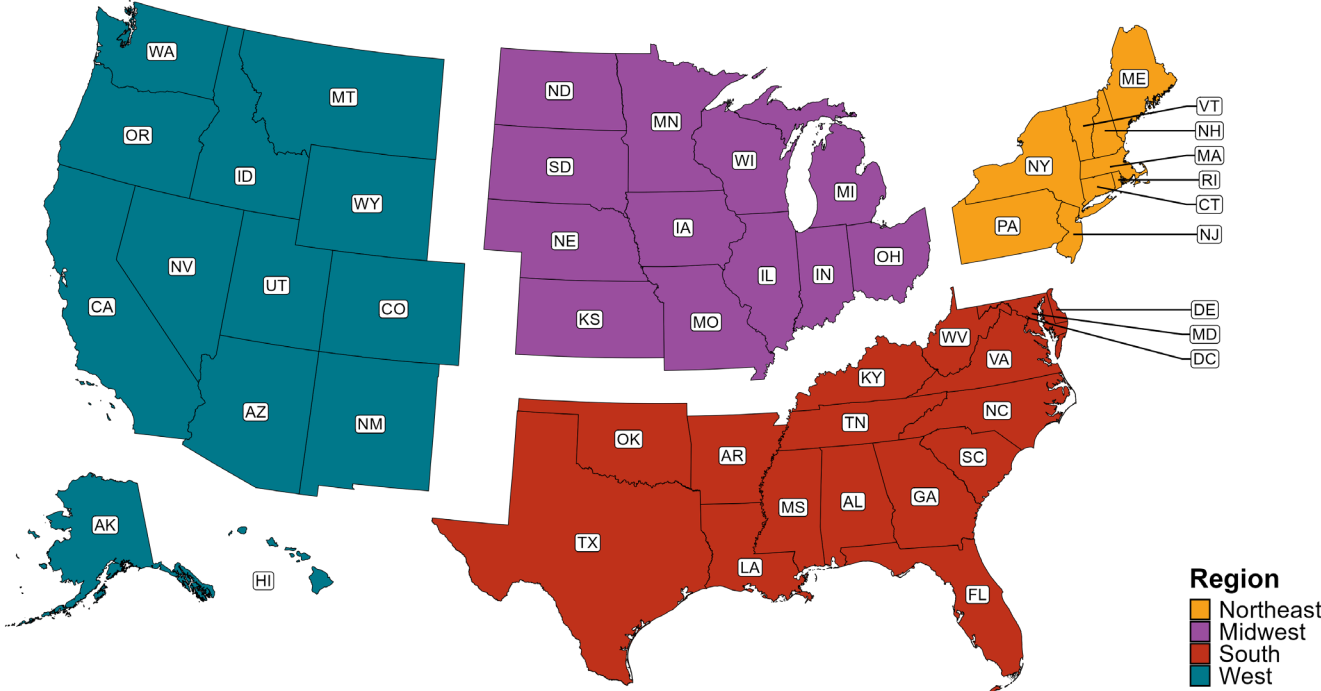 WA
MT
OR
ID
WY
NV
UT
CA
CO
AZ
NM
AK
HI
ND
MN
SD
WI
MI
NE
IA
IL
IN
OH
KS
MO
ME
VT
NH
MA
NY
RI
CT
PA
NJ
DE
MD
DC
WV
VA
KY
NC
TN
OK
AR
SC
MS
AL
GA
TX
LA
FL
Region
Northeast
Midwest
South
West